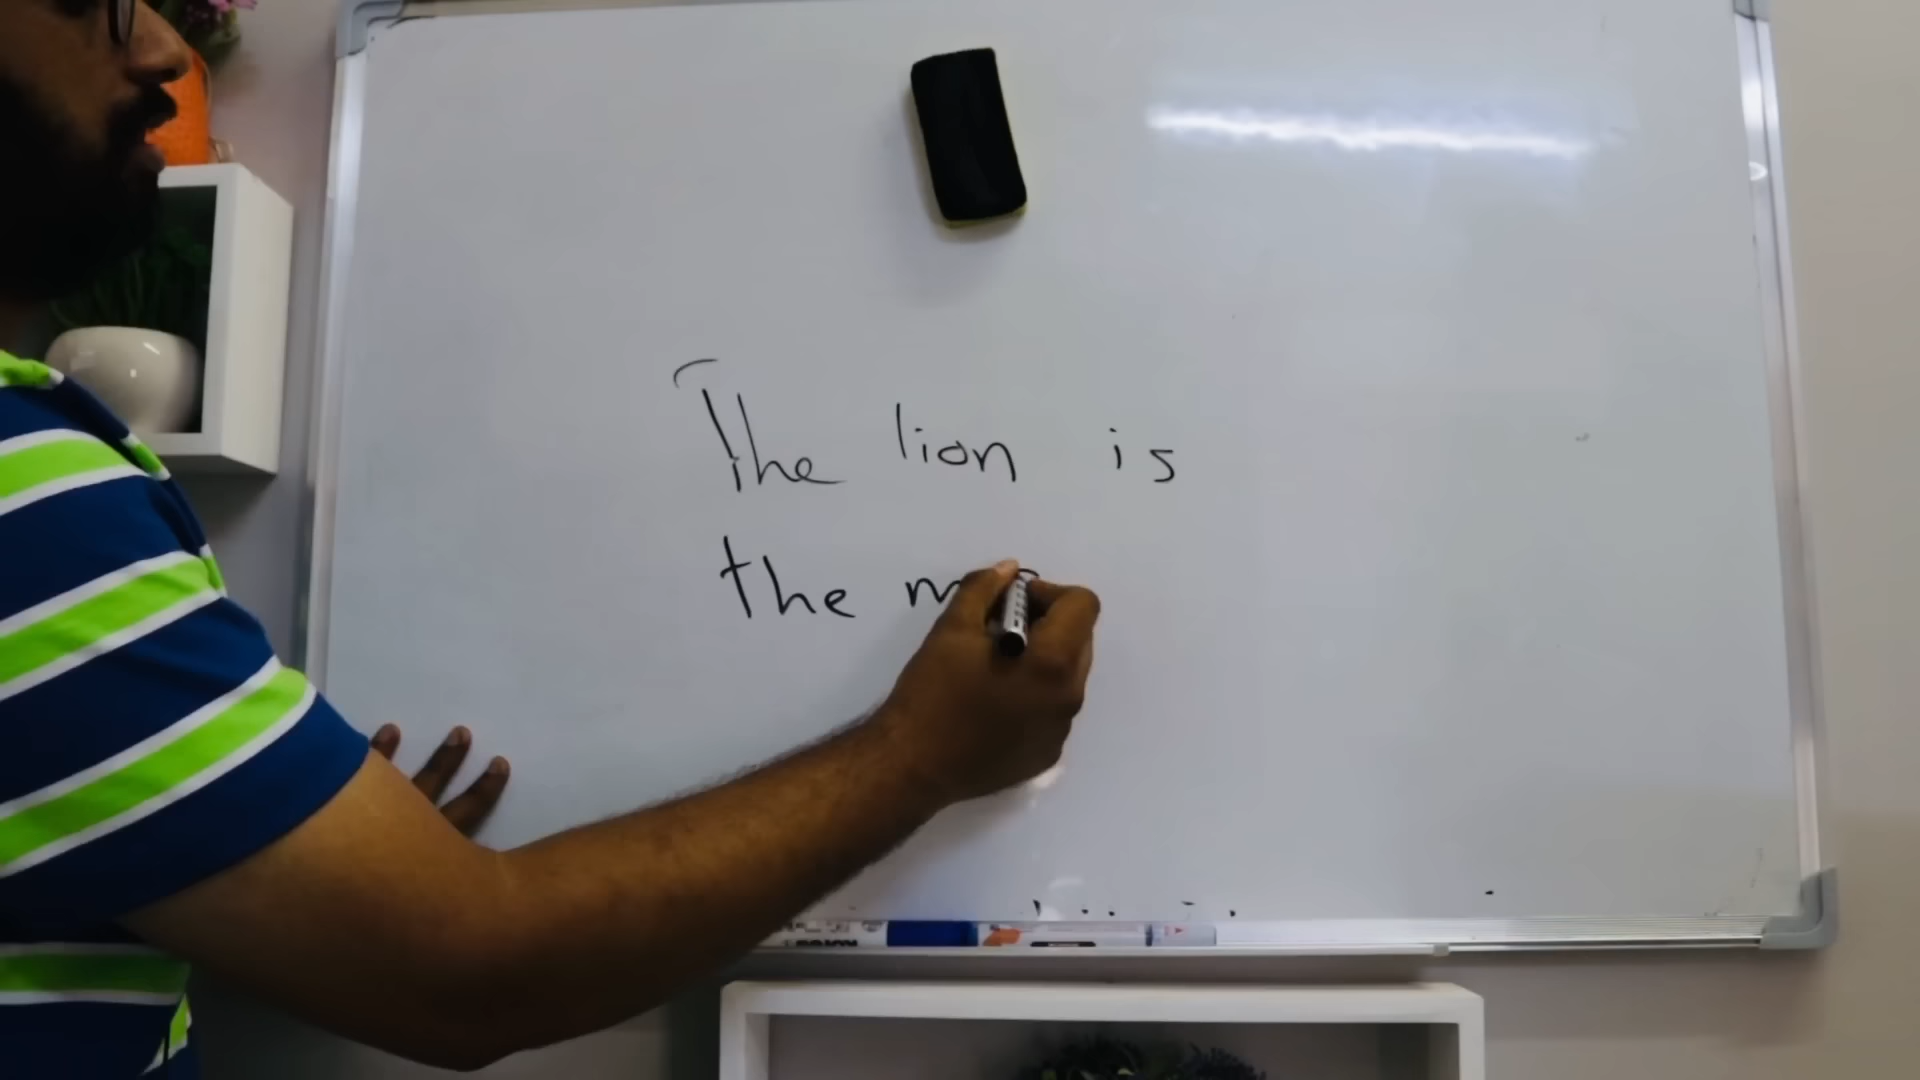 The lion is
the m